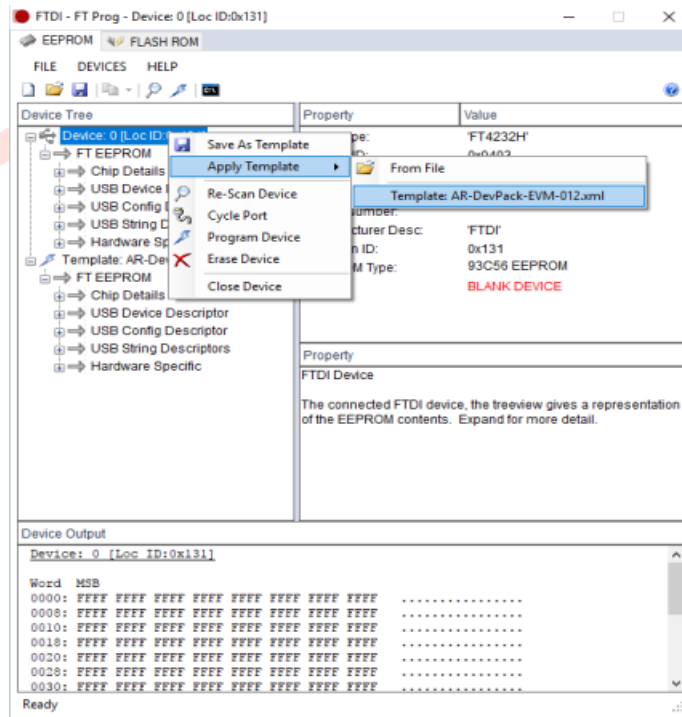 FTDI - FT Prog - Device: 0 [Loc ID:0x131]
EEPROM FLASH ROM
FILE DEVICES HELP
Device Tree
Property Value
Device: 0 [Loc ID:
FT EEPROM
Chip Details
USB Device
USB Config
USB String D
Hardware Sp
Template: AR-De
FT EEPROM
Chip Details
USB Device Descriptor
USB Config Descriptor
USB String Descriptors
Hardware Specific
Save As Template
Apply Template
Re-Scan Device
Cycle Port
Program Device
Erase Device
Close Device
From File
Template: AR-DevPack-EVM-012.xml
pe: 'FT4232H'
cturer Desc: 'FTDI'
n ID: 0x131
M Type: 93C56 EEPROM
BLANK DEVICE
Property
FTDI Device
The connected FTDI device, the treeview gives a representation
of the EEPROM contents. Expand for more detail.
Device Output
Device: 0 [Loc ID:0x131]
Word MSB
0000: FFFF FFFF FFFF FFFF FFFF FFFF FFFF FFFF ................
0008: FFFF FFFF FFFF FFFF FFFF FFFF FFFF FFFF ................
0010: FFFF FFFF FFFF FFFF FFFF FFFF FFFF FFFF ................
0018: FFFF FFFF FFFF FFFF FFFF FFFF FFFF FFFF ................
0020: FFFF FFFF FFFF FFFF FFFF FFFF FFFF FFFF ................
0028: FFFF FFFF FFFF FFFF FFFF FFFF FFFF FFFF ................
0030: FFFF FFFF FFFF FFFF FFFF FFFF FFFF FFFF ................
Ready